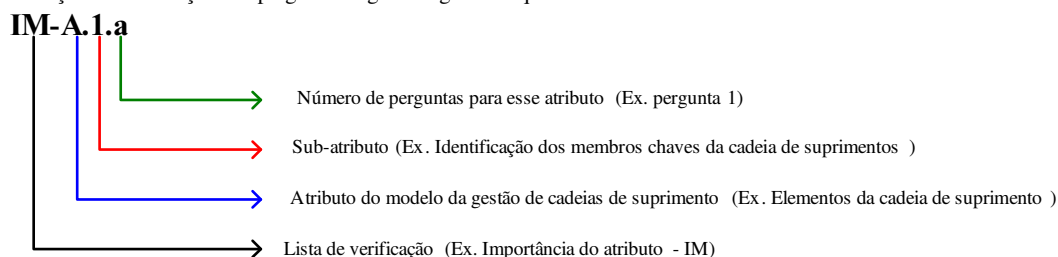 IM-A.1.a
Número de perguntas para esse atributo (Ex. pergunta 1)
Sub-atributo (Ex. Identificação dos membros chaves da cadeia de suprimentos )
Atributo do modelo da gestão de cadeias de suprimento (Ex. Elementos da cadeia de suprimento )
Lista de verificação (Ex. Importância do atributo - IM)